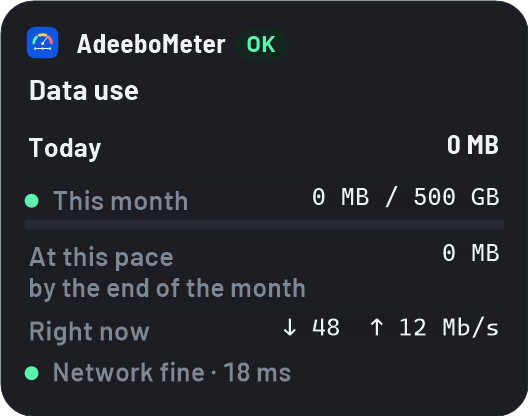 AdeeboMeter OK
Data use
Today 0 MB
This month 0 MB / 500 GB
At this pace 0 MB
by the end of the month
Right now ↓ 48 ↑ 12 Mb/s
Network fine · 18 ms